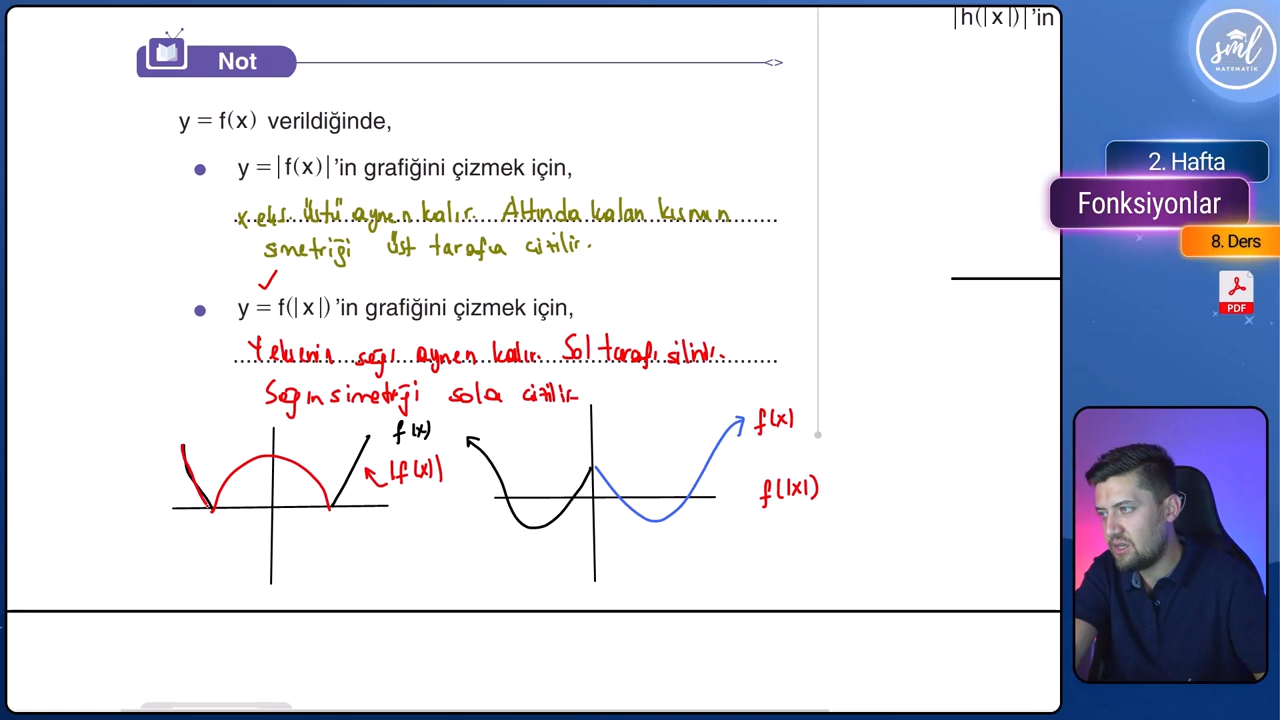 |h(|x|)|'in
sml
MATEMATİK
Not
y = f(x) verildiğinde,
y = |f(x)|'in grafiğini çizmek için,
x eks. üstü aynen kalır. Altında kalan kısmın
simetriği üst tarafa çizilir.
y = f(|x|)'in grafiğini çizmek için,
Y eksenin sağı aynen kalır. Sol tarafı silinir.
Sağın simetriği sola çizilir
f(x)
|f(x)|
f(x)
f(|x|)
2. Hafta
Fonksiyonlar
8. Ders
PDF